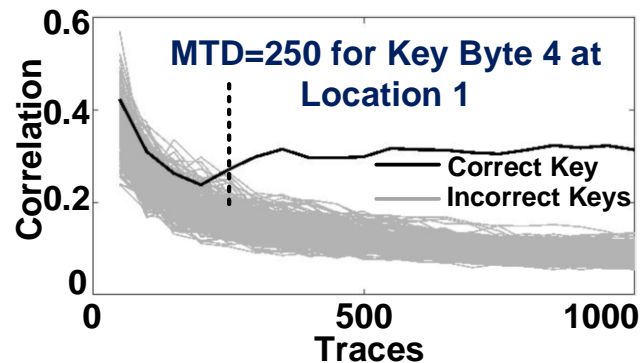 0.6
MTD=250 for Key Byte 4 at
Location 1
0.4
Correlation
Correct Key
Incorrect Keys
0.2
0
0
500
1000
Traces